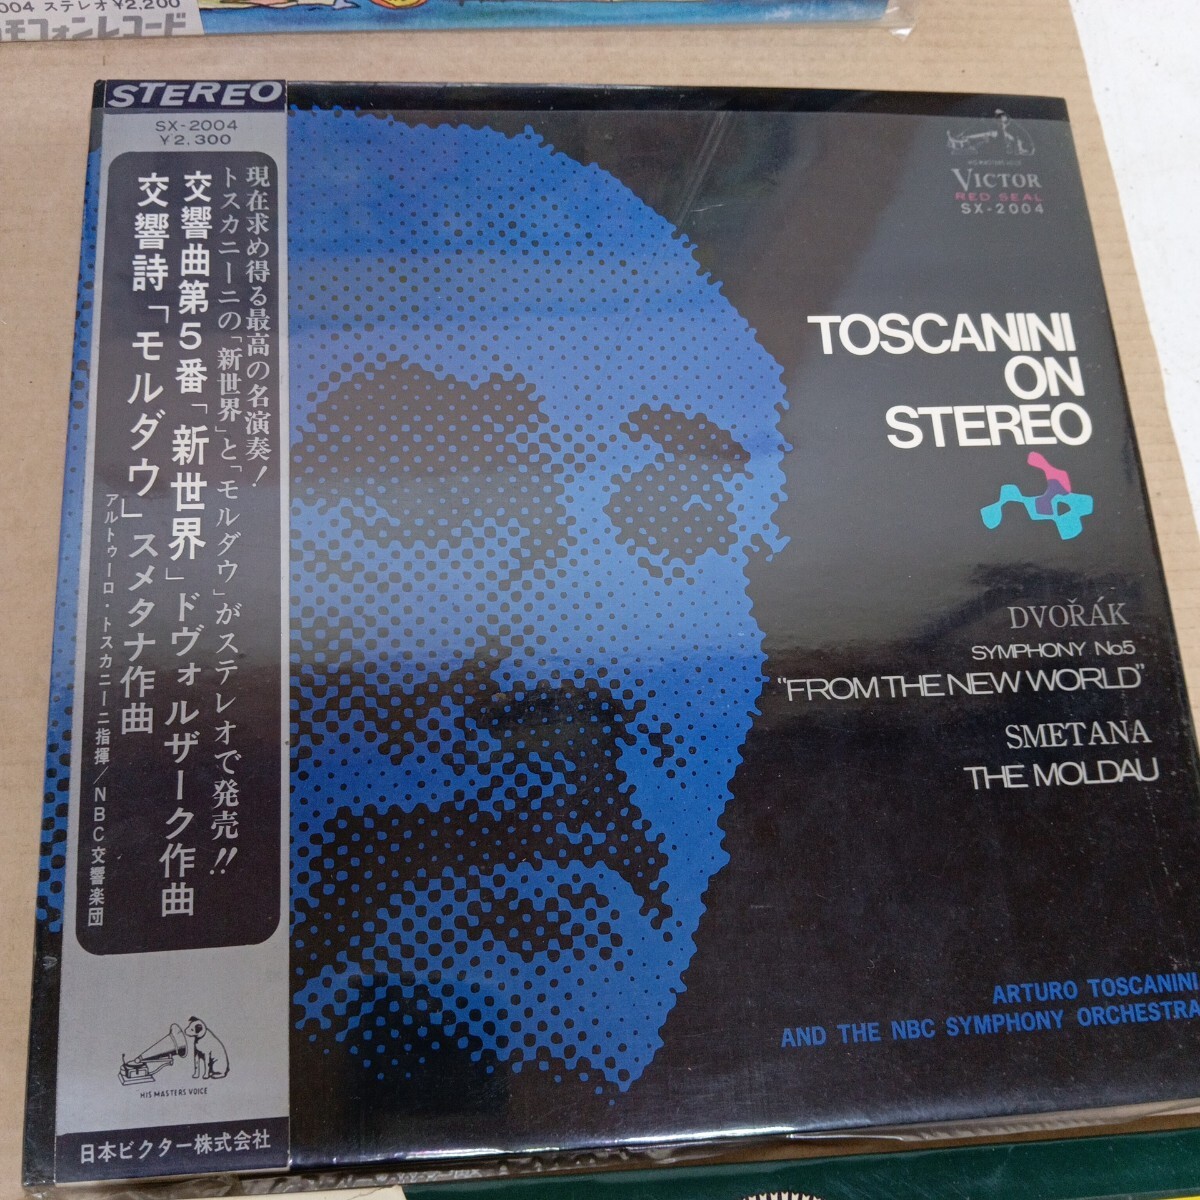 004 ステレオ ¥2,200
モフォンレコード
STEREO
SX-2004
¥2,300
現在求め得る最高の名演奏!
トスカニーニの「新世界」と「モルダウ」がステレオで発売!!
交響曲第5番「新世界」ドヴォルザーク作曲
交響詩「モルダウ」スメタナ作曲
アルトゥーロ・トスカニーニ指揮/NBC交響楽団
"HIS MASTERS VOICE"
日本ビクター株式会社
HIS MASTERS VOICE
VICTOR
RED SEAL
SX-2004
TOSCANINI
ON
STEREO
DVOŘÁK
SYMPHONY No5
"FROM THE NEW WORLD"
SMETANA
THE MOLDAU
ARTURO TOSCANINI
AND THE NBC SYMPHONY ORCHESTRA